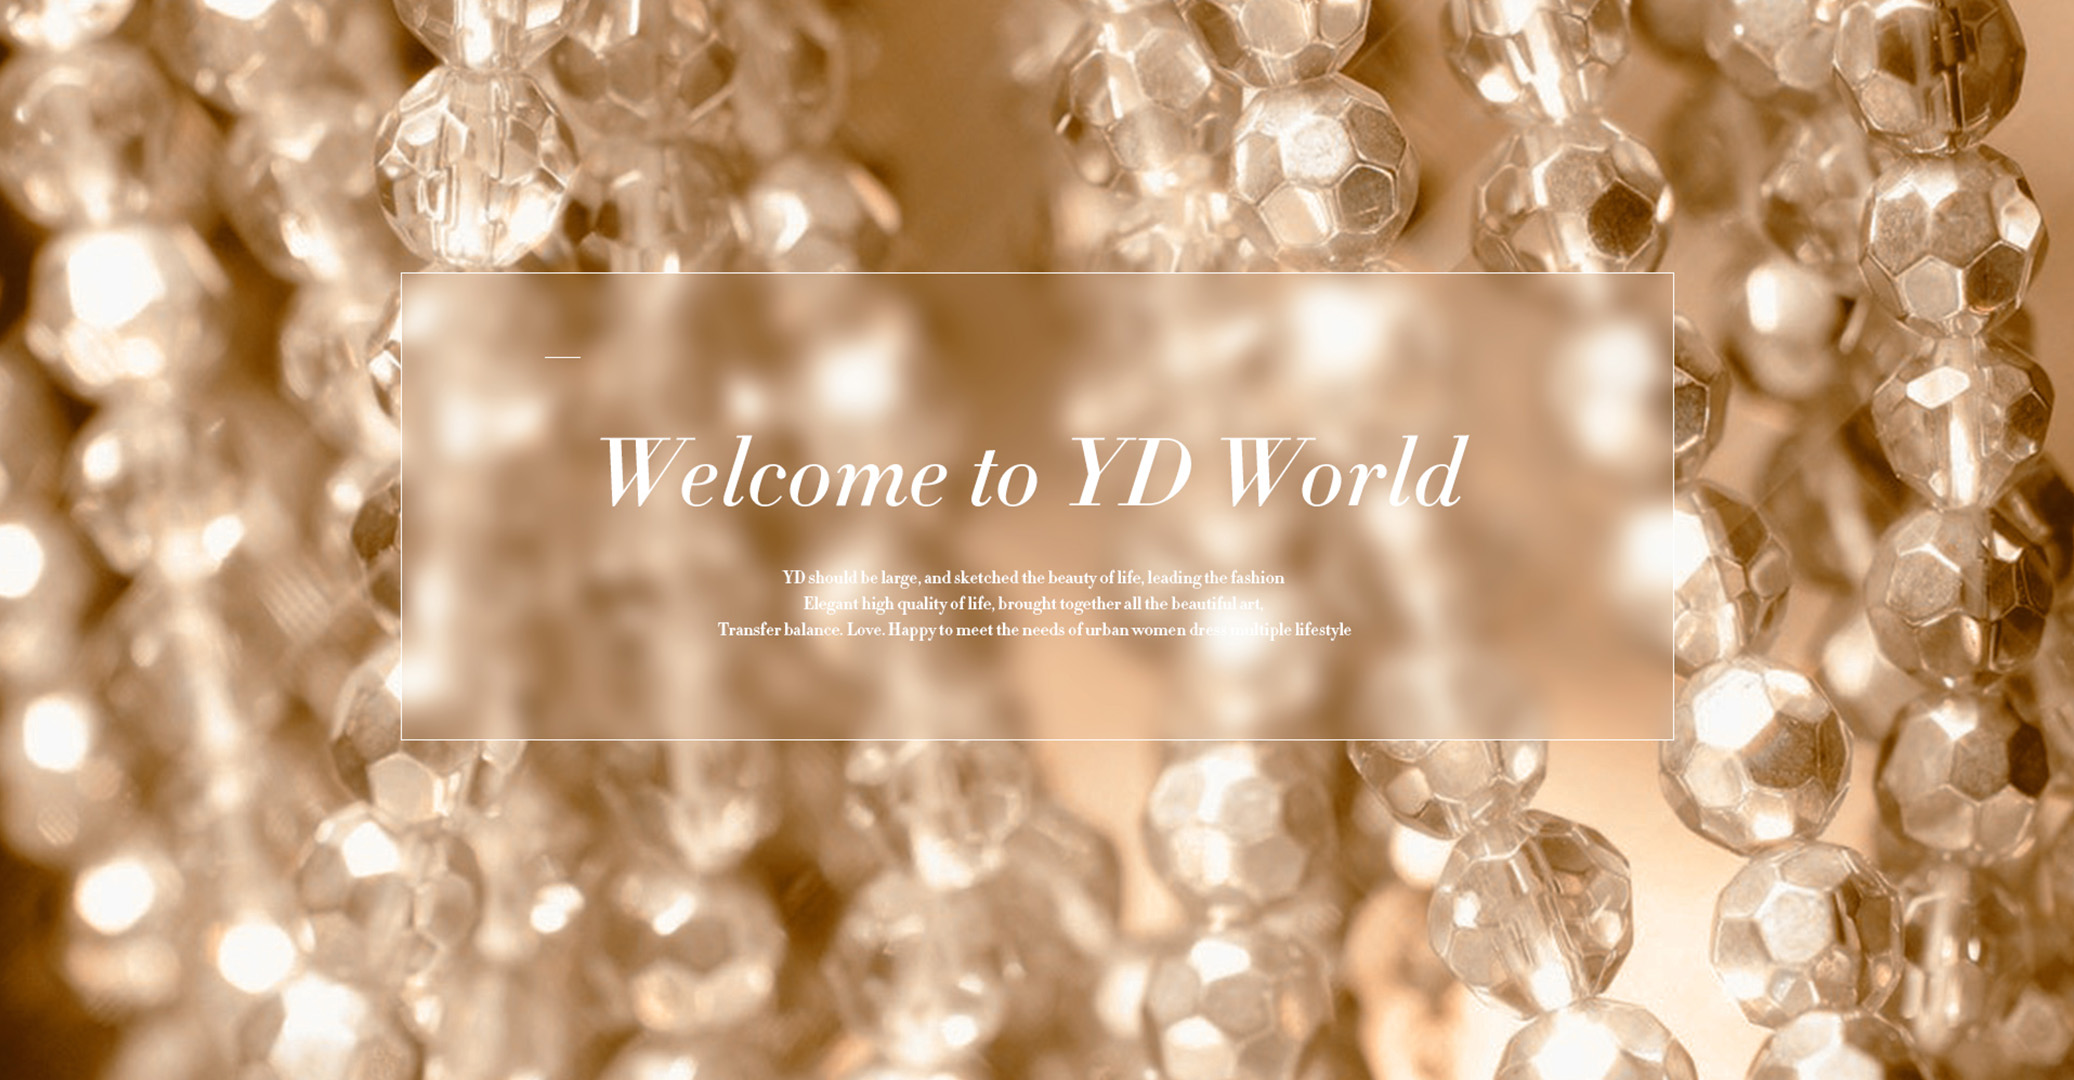 Welcome to YD World
YD should be large, and sketched the beauty of life, leading the fashion
Elegant high quality of life, brought together all the beautiful art,
Transfer balance. Love. Happy to meet the needs of urban women dress multiple lifestyle